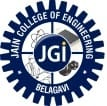 JAIN COLLEGE OF ENGINEERING
JGi
BELAGAVI